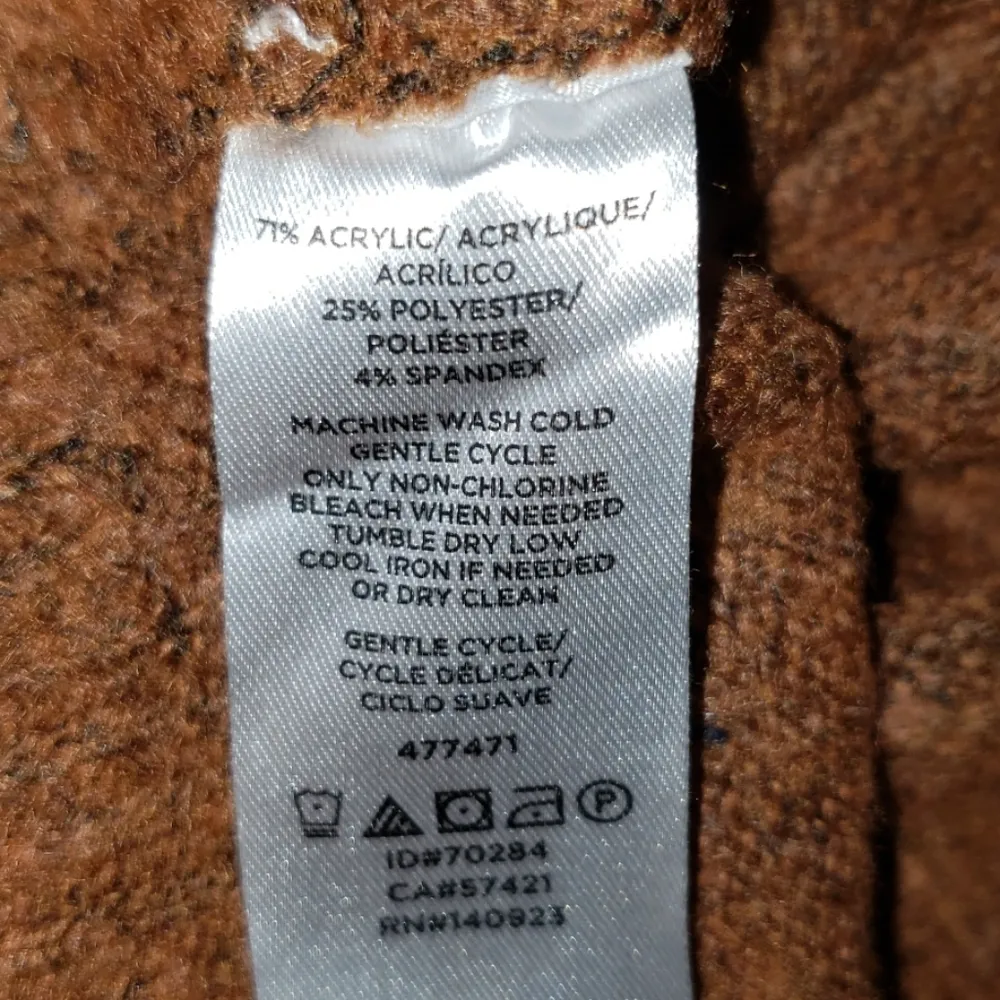 71% ACRYLIC/ ACRYLIQUE/
ACRÍLICO
25% POLYESTER/
POLIÉSTER
4% SPANDEX
MACHINE WASH COLD
GENTLE CYCLE
ONLY NON-CHLORINE
BLEACH WHEN NEEDED
TUMBLE DRY LOW
COOL IRON IF NEEDED
OR DRY CLEAN
GENTLE CYCLE/
CYCLE DÉLICAT/
CICLO SUAVE
477471
P
ID#70284
CA#57421
RN#140923